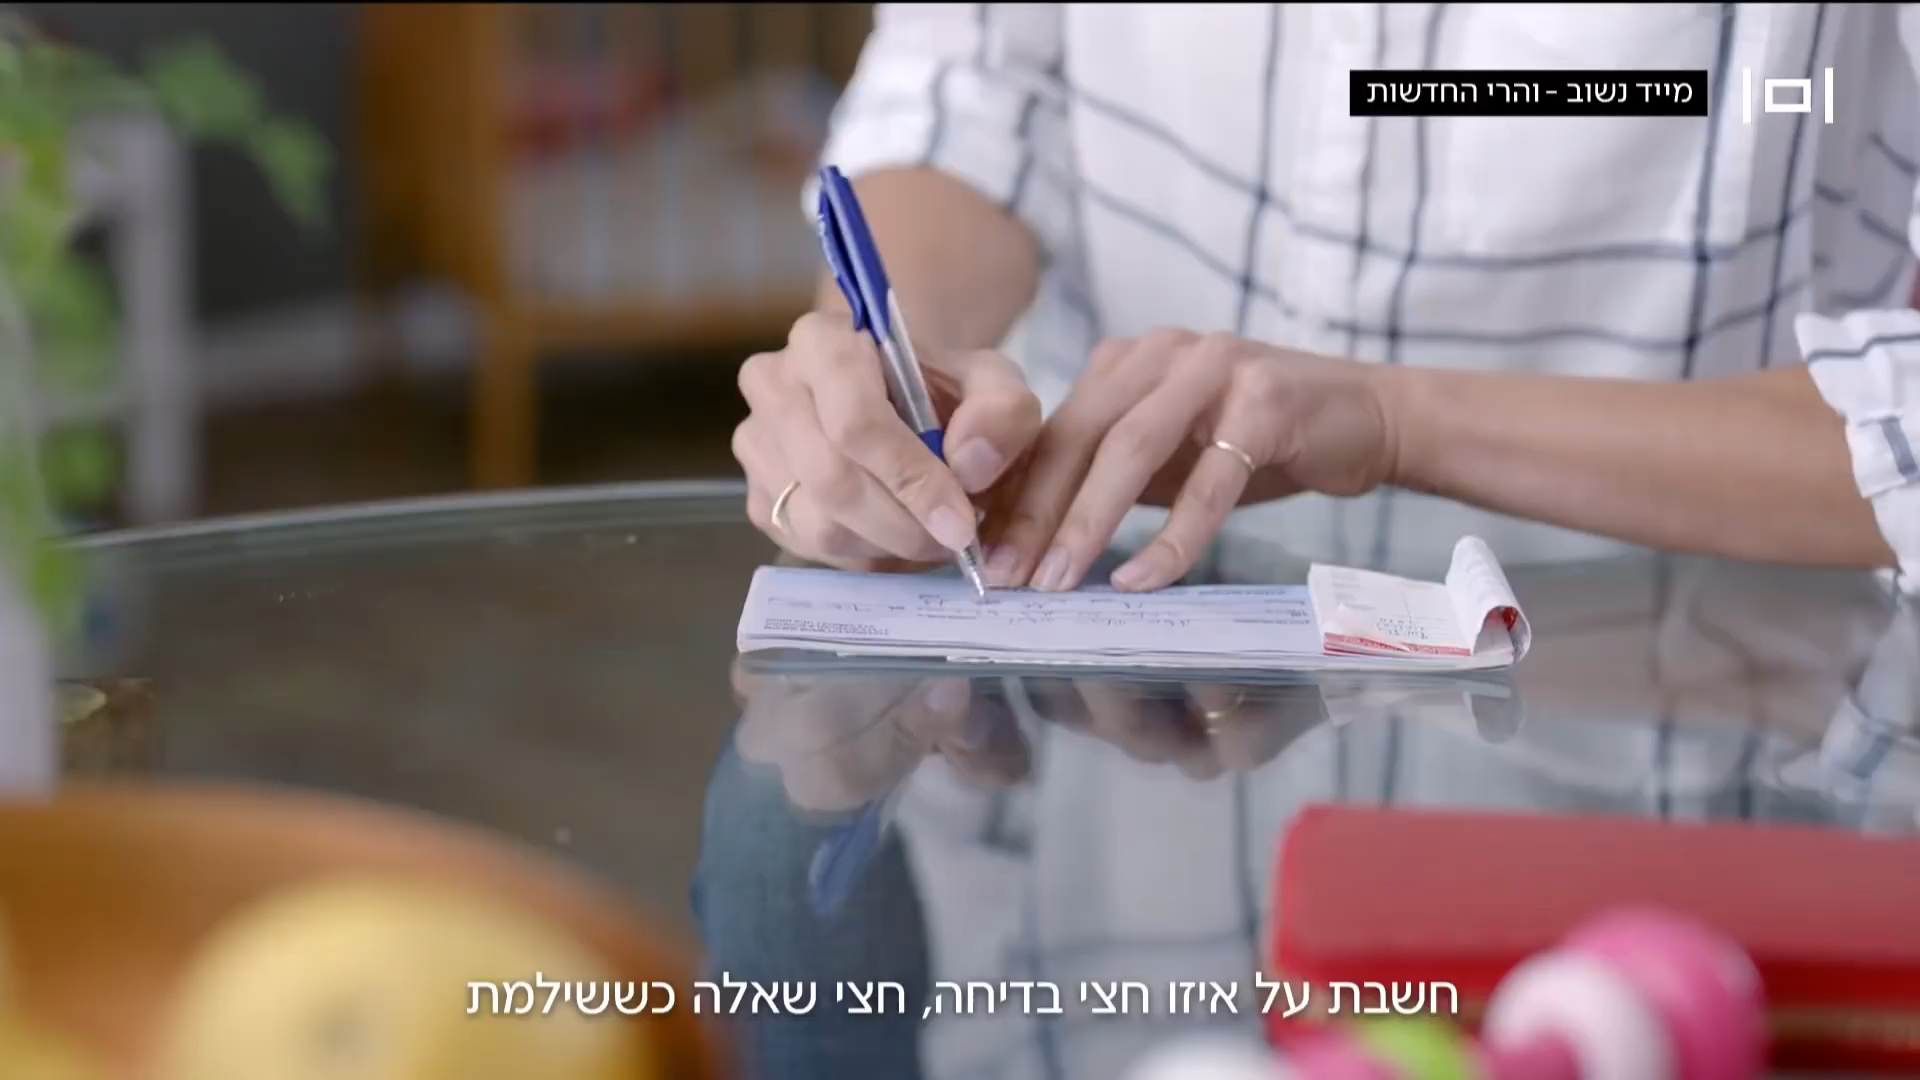 מייד נשוב - והרי החדשות
חשבת על איזו חצי בדיחה, חצי שאלה כששילמת